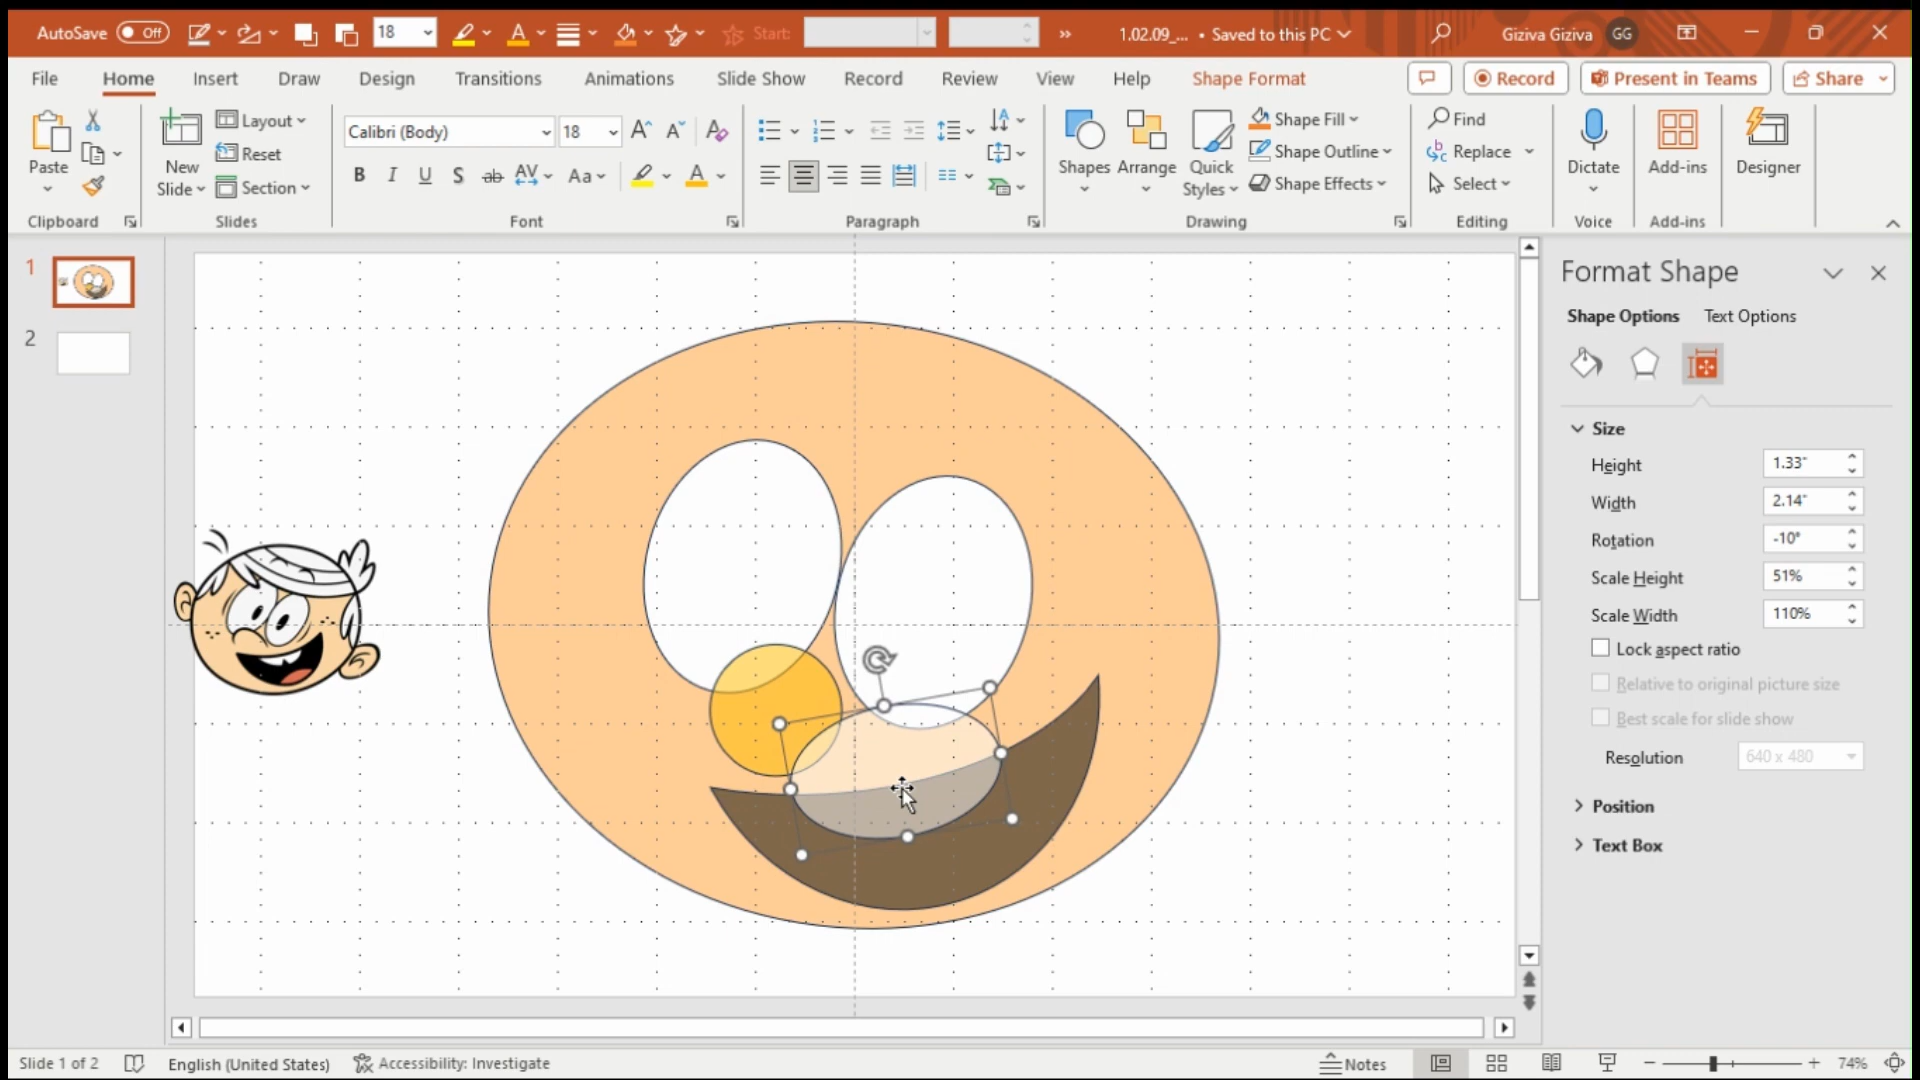 AutoSave Off 18 Start: 1.02.09_... • Saved to this PC Giziva Giziva GG
File Home Insert Draw Design Transitions Animations Slide Show Record Review View Help Shape Format Record Present in Teams Share
Paste
New Slide
Layout
Reset
Section
Calibri (Body) 18
B I U S ab AV Aa A
Shapes
Arrange
Quick Styles
Shape Fill
Shape Outline
Shape Effects
Find
Replace
Select
Dictate
Add-ins
Designer
Clipboard Slides Font Paragraph Drawing Editing Voice Add-ins
1
2
Format Shape
Shape Options Text Options
Size
Height 1.33"
Width 2.14"
Rotation -10°
Scale Height 51%
Scale Width 110%
Lock aspect ratio
Relative to original picture size
Best scale for slide show
Resolution 640 x 480
Position
Text Box
Slide 1 of 2 English (United States) Accessibility: Investigate Notes 74%